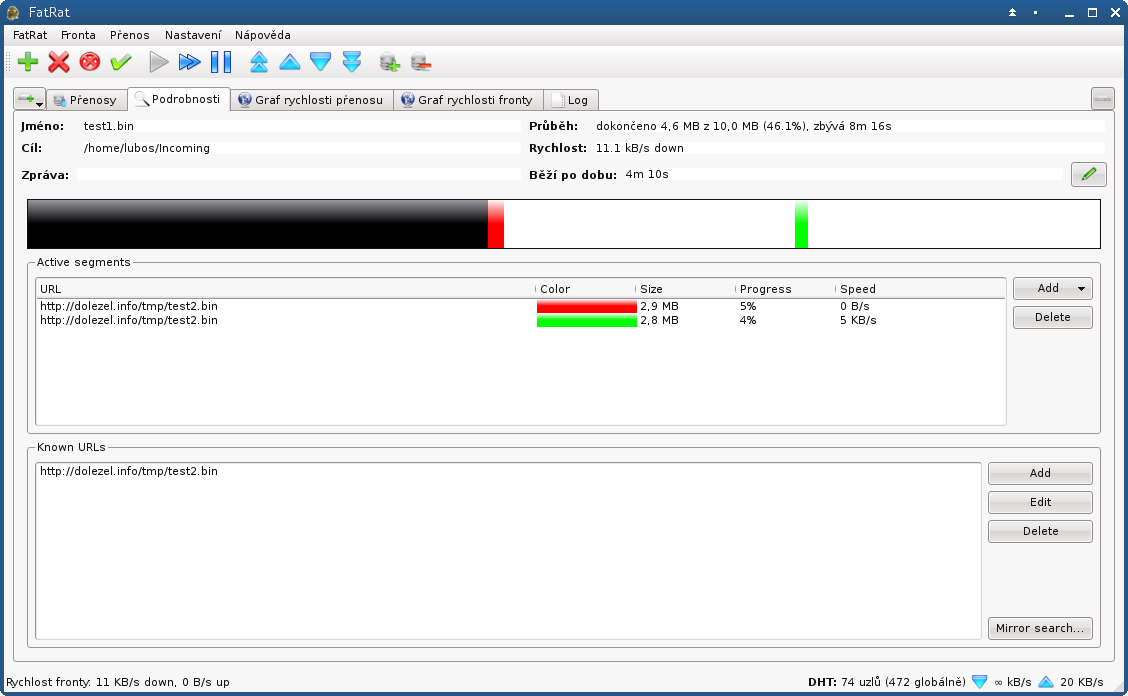 FatRat
FatRat Fronta Přenos Nastavení Nápověda
Přenosy Podrobnosti Graf rychlosti přenosu Graf rychlosti fronty Log
Jméno: test1.bin Průběh: dokončeno 4,6 MB z 10,0 MB (46.1%), zbývá 8m 16s
Cíl: /home/lubos/Incoming Rychlost: 11.1 kB/s down
Zpráva: Běží po dobu: 4m 10s
Active segments
URL Color Size Progress Speed
http://dolezel.info/tmp/test2.bin 2,9 MB 5% 0 B/s
http://dolezel.info/tmp/test2.bin 2,8 MB 4% 5 KB/s
Add
Delete
Known URLs
http://dolezel.info/tmp/test2.bin
Add
Edit
Delete
Mirror search...
Rychlost fronty: 11 KB/s down, 0 B/s up DHT: 74 uzlů (472 globálně) ∞ kB/s 20 KB/s